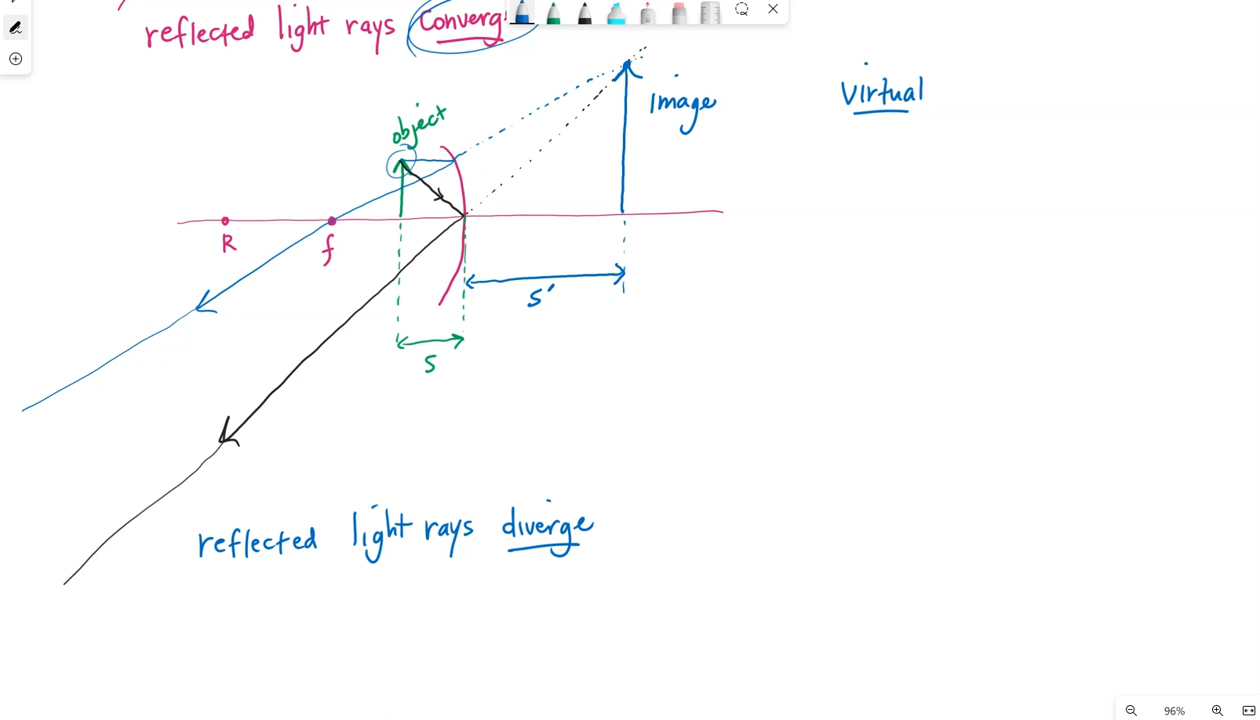 reflected light rays Converg
object
image
virtual
R
f
s'
s
reflected light rays diverge
96%